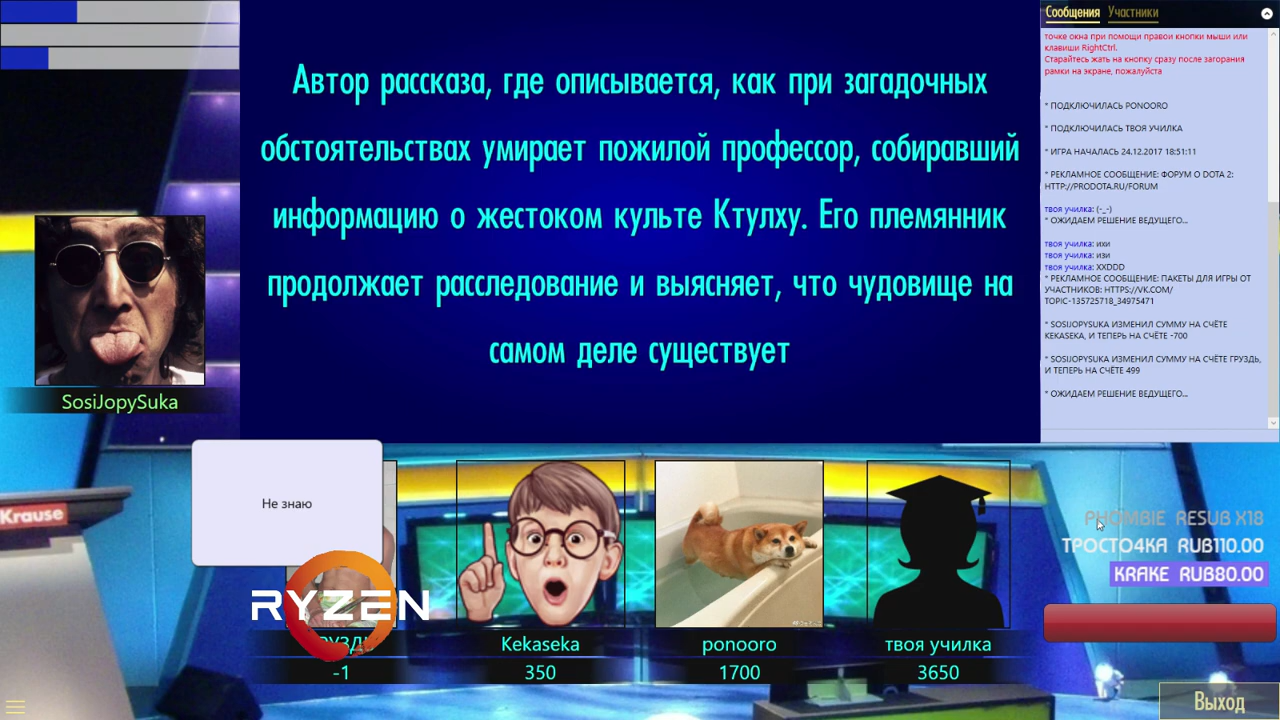 Автор рассказа, где описывается, как при загадочных
обстоятельствах умирает пожилой профессор, собиравший
информацию о жестоком культе Ктулху. Его племянник
продолжает расследование и выясняет, что чудовище на
самом деле существует
SosiJopySuka
Сообщения Участники
точке окна при помощи правой кнопки мыши или
клавиши RightCtrl.
Старайтесь жать на кнопку сразу после загорания
рамки на экране, пожалуйста
* ПОДКЛЮЧИЛАСЬ PONOORO
* ПОДКЛЮЧИЛАСЬ ТВОЯ УЧИЛКА
* ИГРА НАЧАЛАСЬ 24.12.2017 18:51:11
* РЕКЛАМНОЕ СООБЩЕНИЕ: ФОРУМ О DOTA 2:
HTTP://PRODOTA.RU/FORUM
твоя училка: (-_-)
* ОЖИДАЕМ РЕШЕНИЕ ВЕДУЩЕГО...
твоя училка: ихи
твоя училка: изи
твоя училка: XXDDD
* РЕКЛАМНОЕ СООБЩЕНИЕ: ПАКЕТЫ ДЛЯ ИГРЫ ОТ
УЧАСТНИКОВ: HTTPS://VK.COM/
TOPIC-135725718_34975471
* SOSIJOPYSUKA ИЗМЕНИЛ СУММУ НА СЧЁТЕ
KEKASEKA, И ТЕПЕРЬ НА СЧЁТЕ -700
* SOSIJOPYSUKA ИЗМЕНИЛ СУММУ НА СЧЁТЕ ГРУЗДЬ,
И ТЕПЕРЬ НА СЧЁТЕ 499
* ОЖИДАЕМ РЕШЕНИЕ ВЕДУЩЕГО...
Не знаю
Krause
RYZEN
-1
Kekaseka
350
ponooro
1700
твоя училка
3650
PHOMBIE RESUB X18
ТРОСТО4КА RUB110.00
KRAKE RUB80.00
Выход